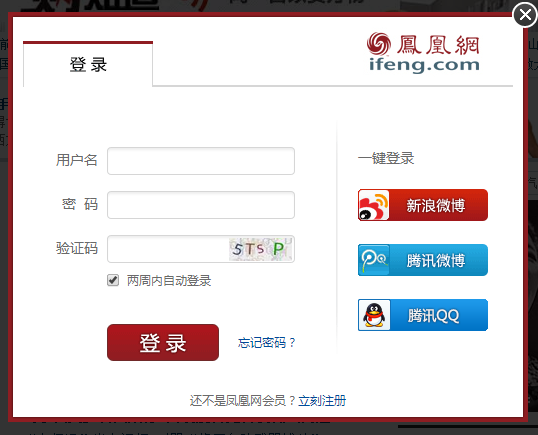 登 录
鳳凰網
ifeng.com
用户名
一键登录
密 码
新浪微博
验证码
5TsP
两周内自动登录
腾讯微博
登 录
忘记密码？
腾讯QQ
还不是凤凰网会员？立刻注册